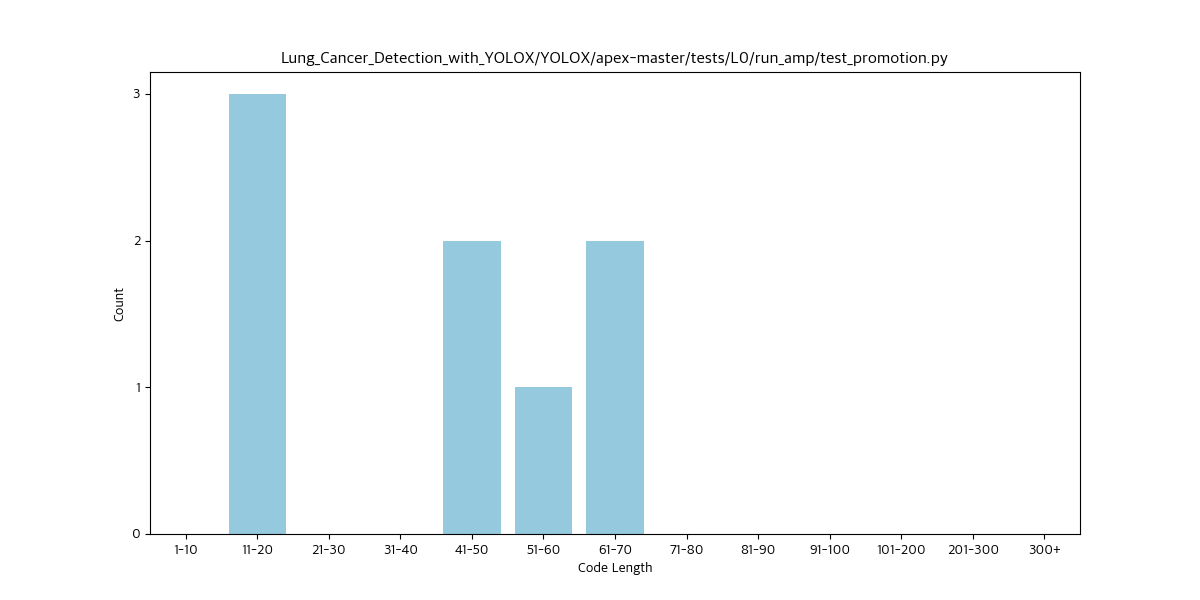 Lung_Cancer_Detection_with_YOLOX/YOLOX/apex-master/tests/L0/run_amp/test_promotion.py
3
2
1
0
Count
1-10 11-20 21-30 31-40 41-50 51-60 61-70 71-80 81-90 91-100 101-200 201-300 300+
Code Length